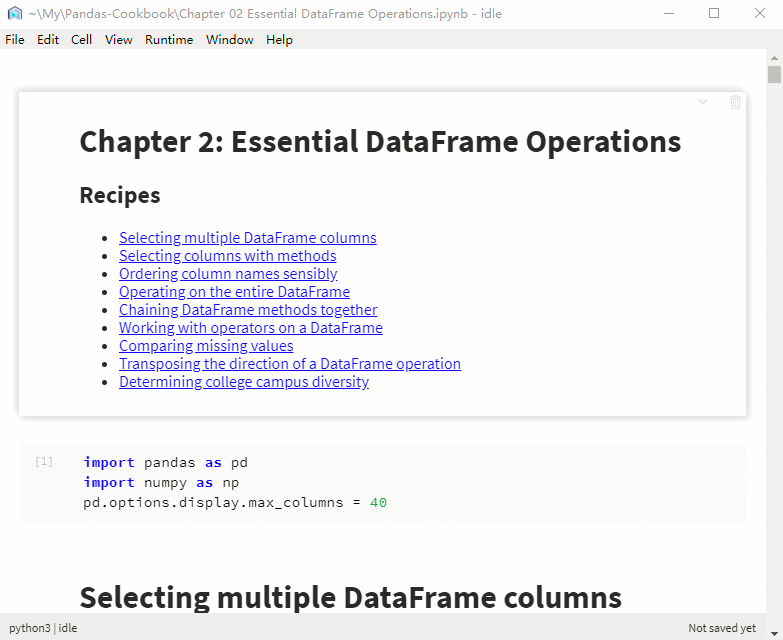 ~\My\Pandas-Cookbook\Chapter 02 Essential DataFrame Operations.ipynb - idle
File Edit Cell View Runtime Window Help
Chapter 2: Essential DataFrame Operations
Recipes
Selecting multiple DataFrame columns
Selecting columns with methods
Ordering column names sensibly
Operating on the entire DataFrame
Chaining DataFrame methods together
Working with operators on a DataFrame
Comparing missing values
Transposing the direction of a DataFrame operation
Determining college campus diversity
[1] import pandas as pd
import numpy as np
pd.options.display.max_columns = 40
Selecting multiple DataFrame columns
python3 | idle Not saved yet